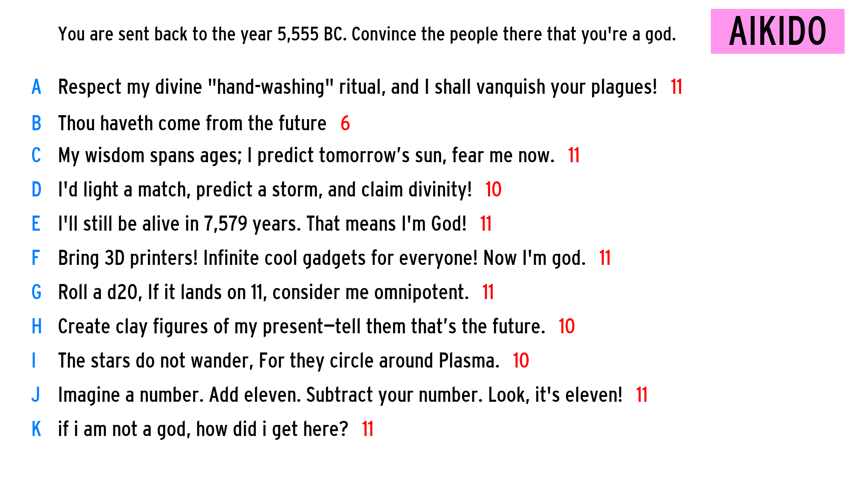 You are sent back to the year 5,555 BC. Convince the people there that you're a god.
AIKIDO
A Respect my divine "hand-washing" ritual, and I shall vanquish your plagues! 11
B Thou haveth come from the future 6
C My wisdom spans ages; I predict tomorrow’s sun, fear me now. 11
D I'd light a match, predict a storm, and claim divinity! 10
E I'll still be alive in 7,579 years. That means I'm God! 11
F Bring 3D printers! Infinite cool gadgets for everyone! Now I'm god. 11
G Roll a d20, If it lands on 11, consider me omnipotent. 11
H Create clay figures of my present—tell them that’s the future. 10
I The stars do not wander, For they circle around Plasma. 10
J Imagine a number. Add eleven. Subtract your number. Look, it's eleven! 11
K if i am not a god, how did i get here? 11